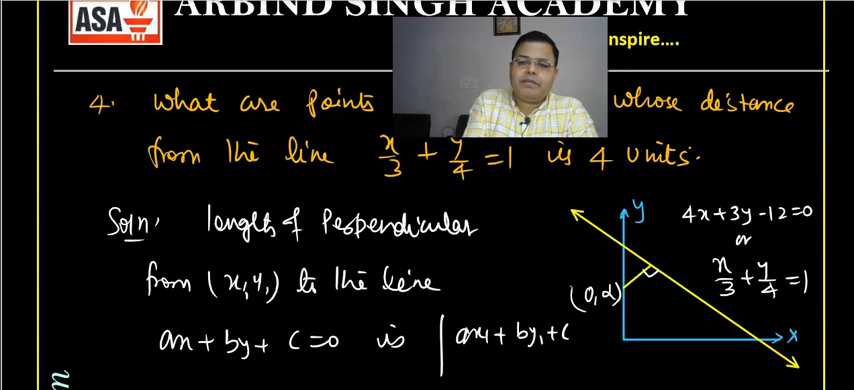 ARBIND SINGH ACADEMY
ASA
nspire....
4. What are points whose distance
from the line x/3 + y/4 = 1 is 4 units.
Soln. length of Perpendicular
from (x₁ y₁) to the line
ax + by + c = 0 is | ax₁ + by₁ + c
y
4x + 3y - 12 = 0
or
x/3 + y/4 = 1
(0, α)
x